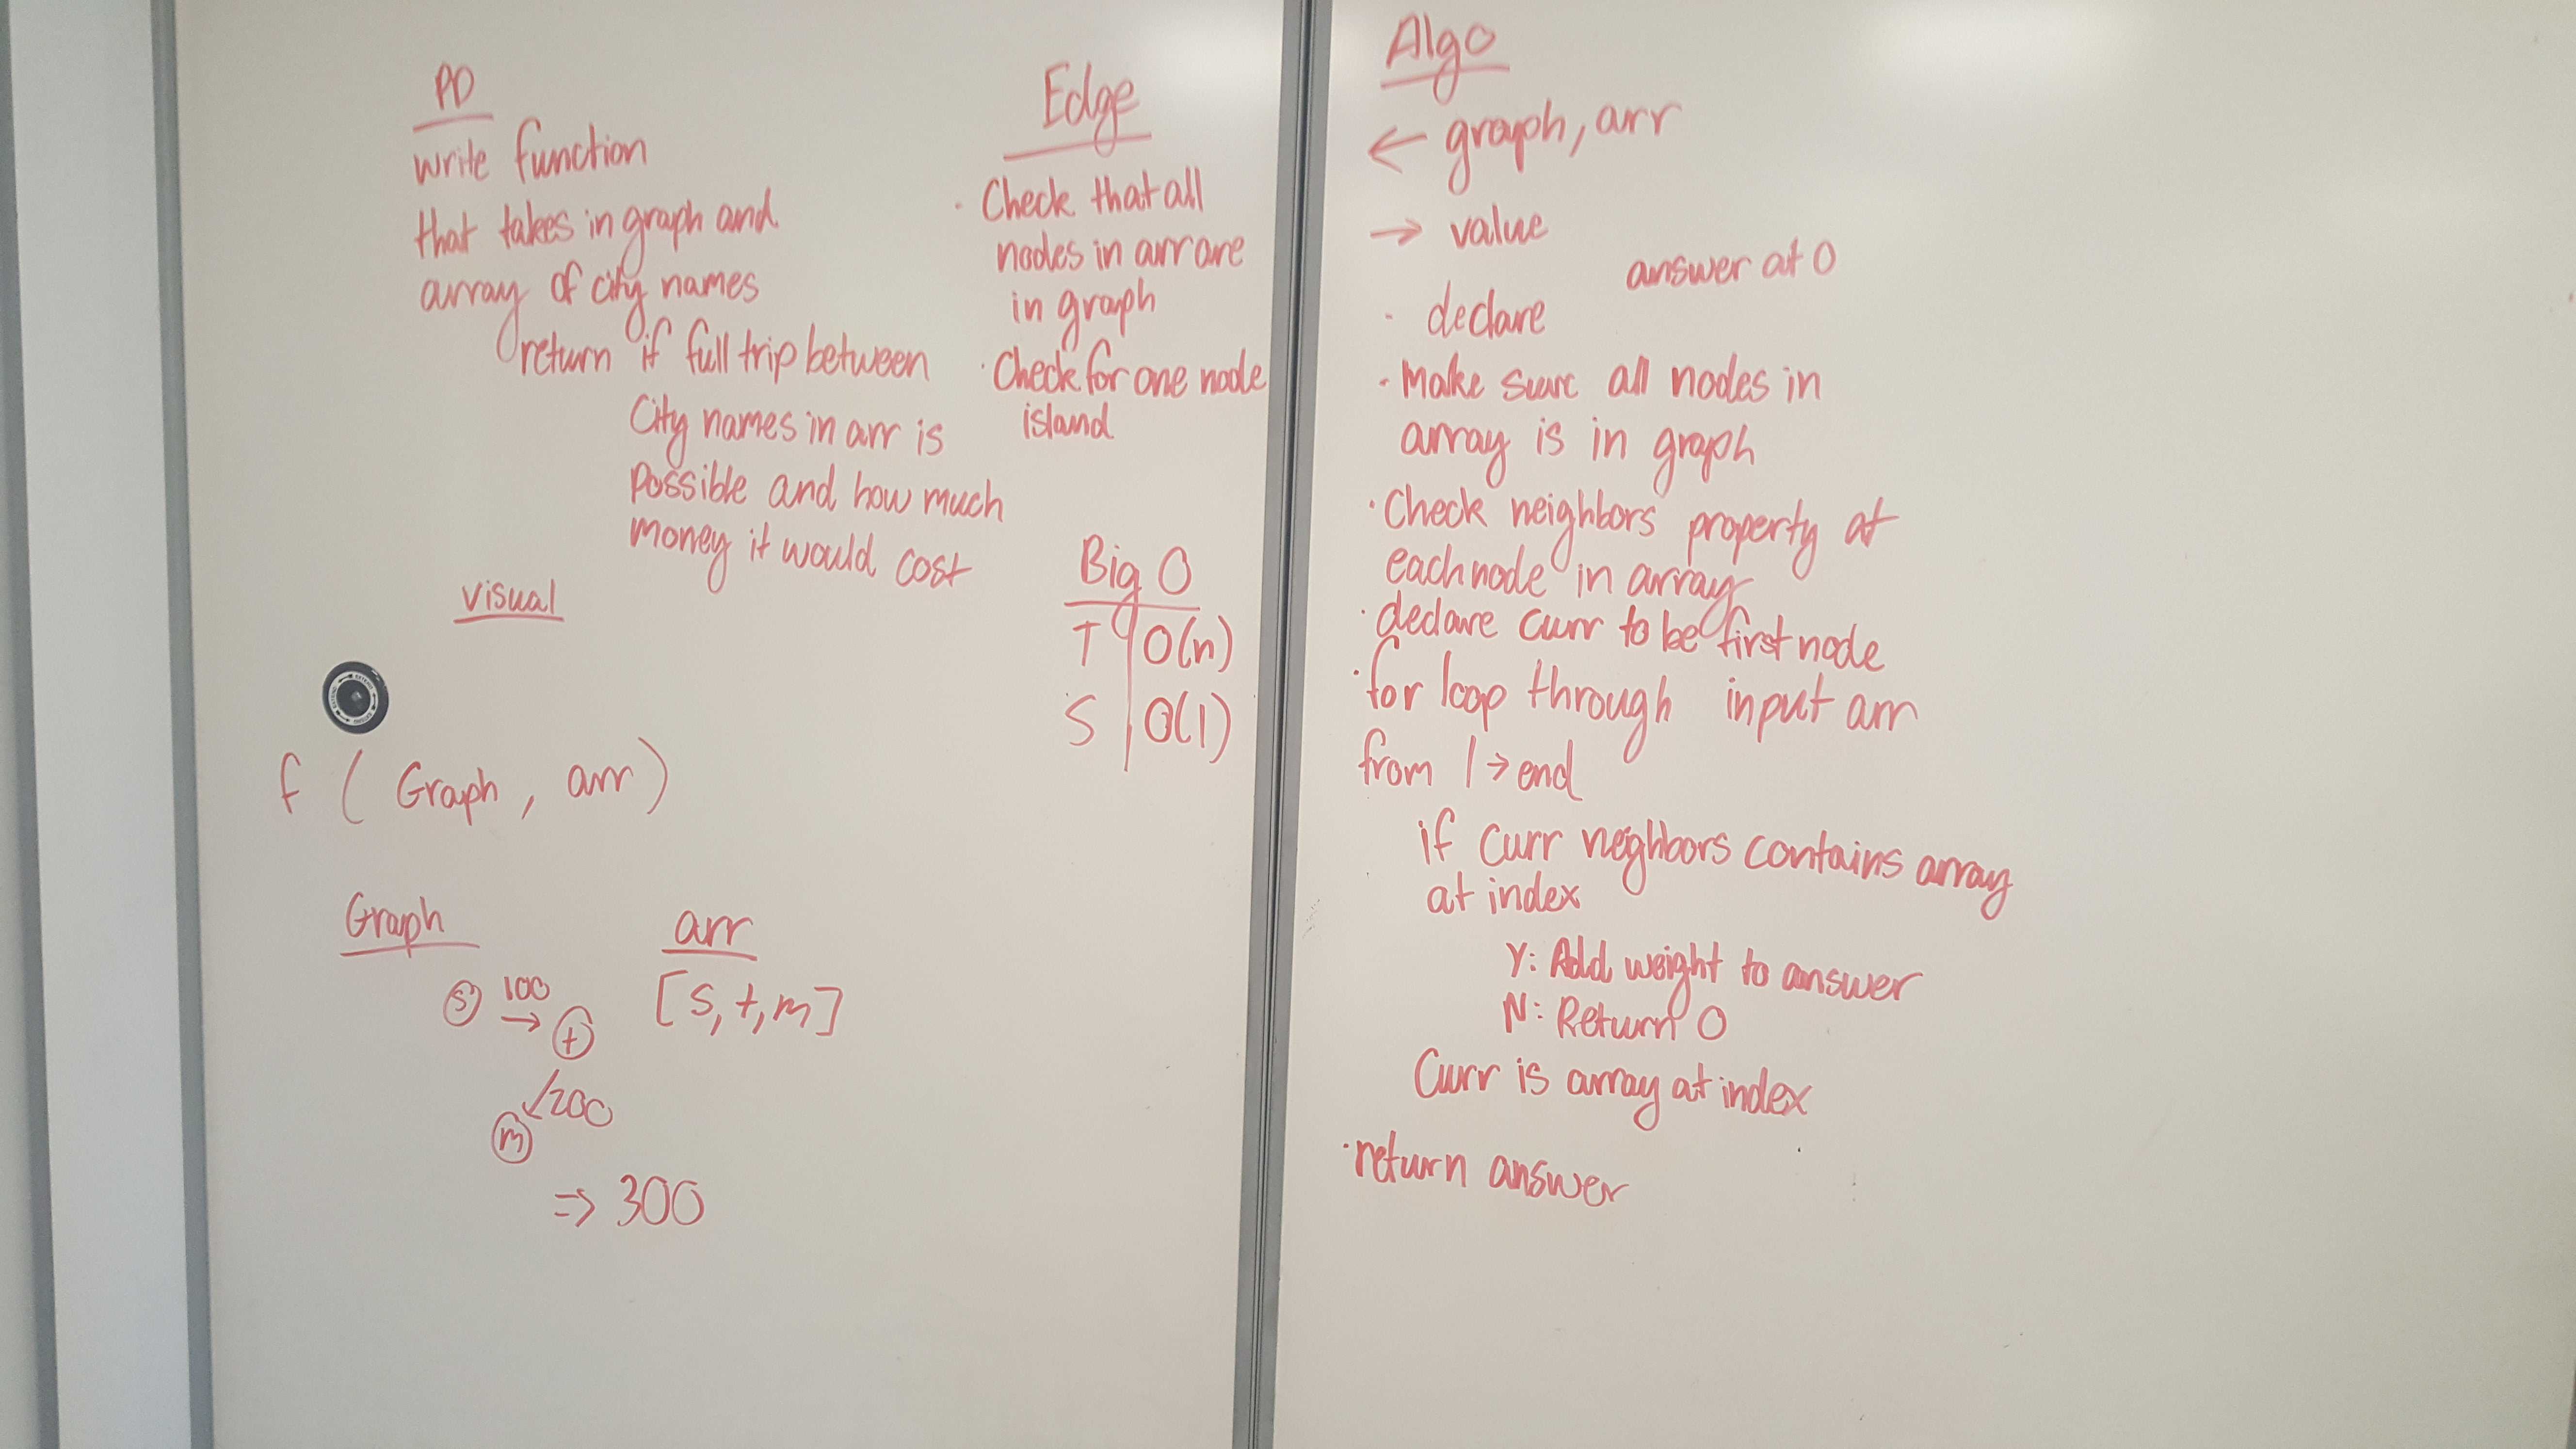 PD
write function
that takes in graph and
array of city names
return if full trip between
City names in arr is
possible and how much
money it would cost
visual
f ( Graph , arr )
Graph
S 100 → t
↙200
m
⇒ 300
arr
[S, t, m]
Edge
· Check that all
nodes in arr are
in graph
· Check for one node
island
Big O
T | O(n)
S | O(1)
Algo
← graph, arr
→ value
answer at 0
- declare
· Make sure all nodes in
array is in graph
· Check neighbors property at
each node in array
· declare curr to be first node
· for loop through input arr
from 1 → end
if curr neighbors contains array
at index
Y: Add weight to answer
N: Return 0
Curr is array at index
· return answer